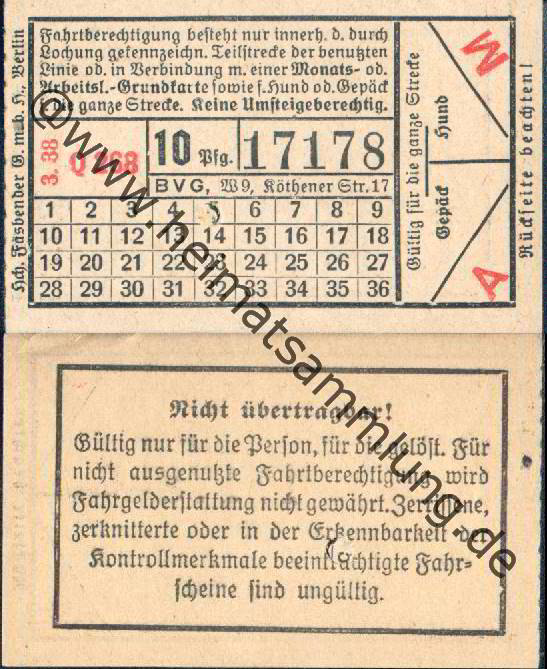 Fahrtberechtigung besteht nur innerh. d. durch
Lochung gekennzeichn. Teilstrecke der benutzten
Linie od. in Verbindung m. einer Monats- od.
Arbeitsl.-Grundkarte sowie f. Hund od. Gepäck
f. die ganze Strecke. Keine Umsteigeberechtig.
3. 38
10 Pfg.
17178
BVG, W9, Köthener Str. 17
1 2 3 4 5 6 7 8 9
10 11 12 13 14 15 16 17 18
19 20 21 22 23 24 25 26 27
28 29 30 31 32 33 34 35 36
Hch. Fäsbender G. m. b. H., Berlin
Gültig für die ganze Strecke
Gepäck Hund
W
A
Rückseite beachten!
Nicht übertragbar!
Gültig nur für die Person, für die gelöst. Für
nicht ausgenutzte Fahrtberechtigung wird
Fahrgelderstattung nicht gewährt. Zerrissene,
zerknitterte oder in der Erkennbarkeit der
Kontrollmerkmale beeinträchtigte Fahr-
scheine sind ungültig.
@www.heimatsammlung.de